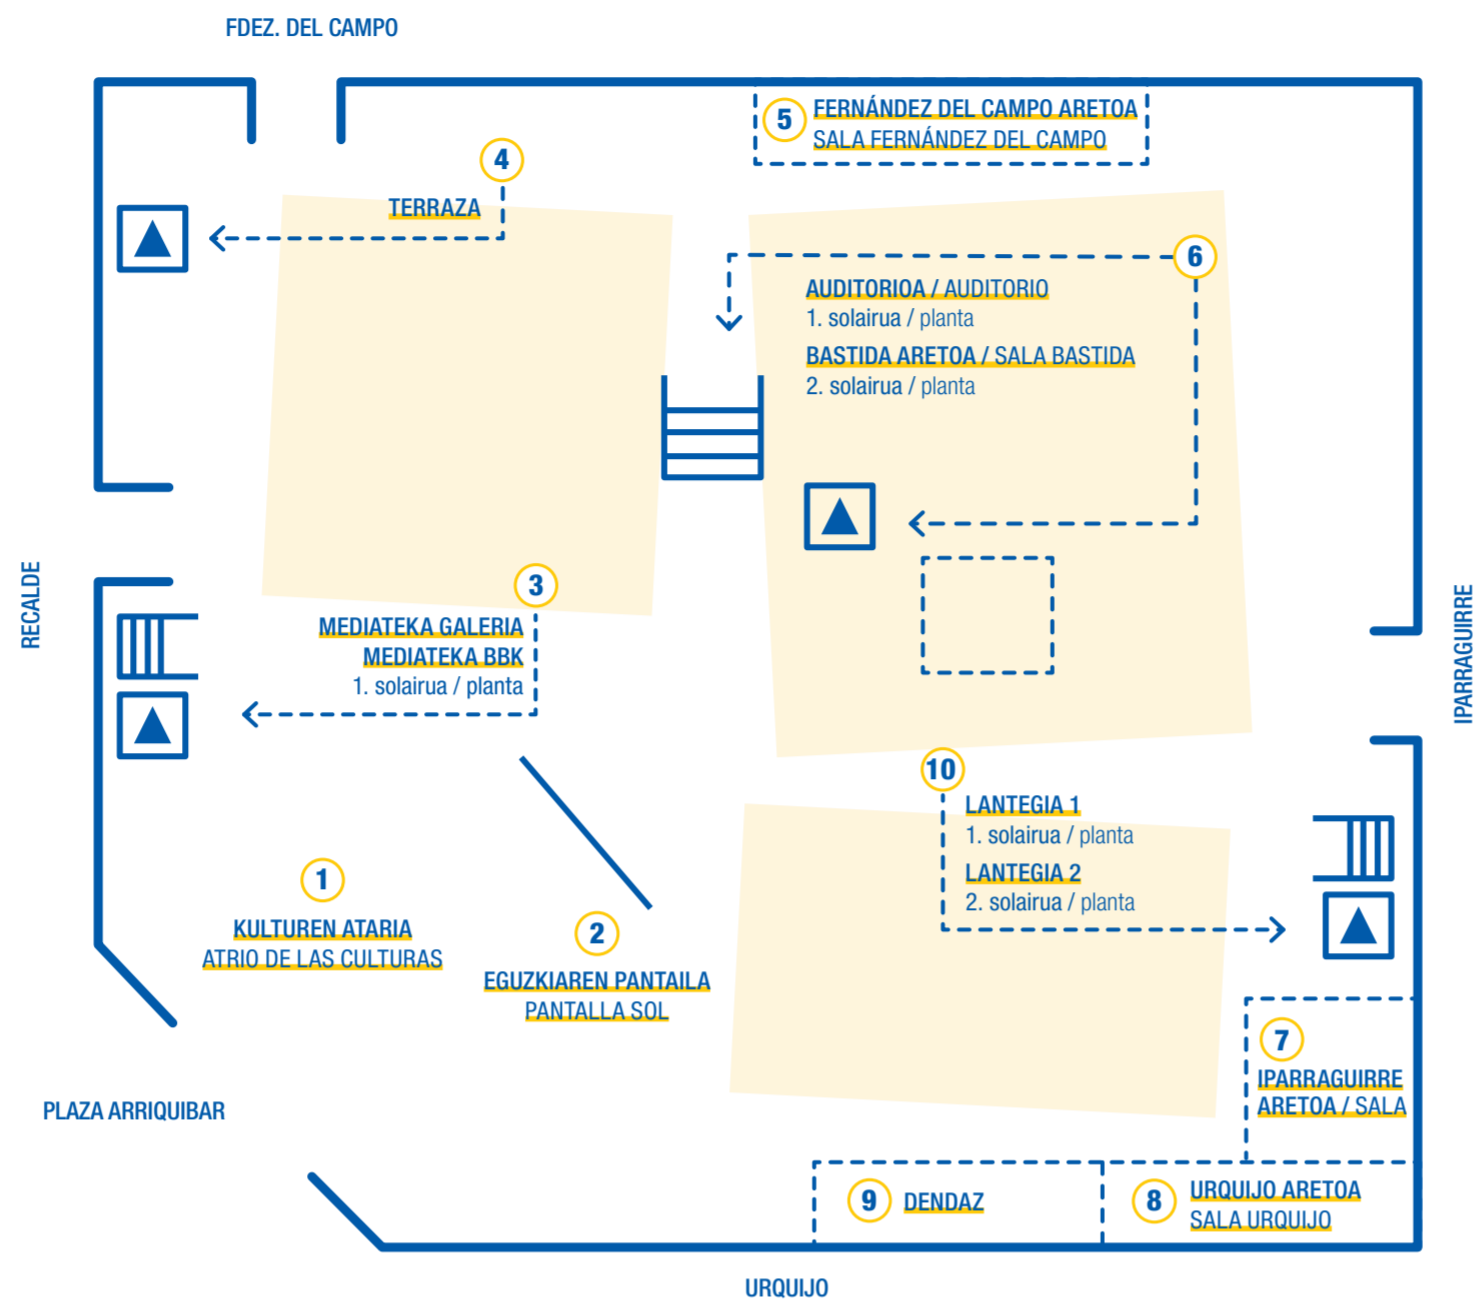 FDEZ. DEL CAMPO
5
FERNÁNDEZ DEL CAMPO ARETOA
SALA FERNÁNDEZ DEL CAMPO
4
TERRAZA
6
AUDITORIOA / AUDITORIO
1. solairua / planta
BASTIDA ARETOA / SALA BASTIDA
2. solairua / planta
RECALDE
3
MEDIATEKA GALERIA
MEDIATEKA BBK
1. solairua / planta
IPARRAGUIRRE
10
LANTEGIA 1
1. solairua / planta
LANTEGIA 2
2. solairua / planta
1
KULTUREN ATARIA
ATRIO DE LAS CULTURAS
2
EGUZKIAREN PANTAILA
PANTALLA SOL
7
IPARRAGUIRRE
ARETOA / SALA
PLAZA ARRIQUIBAR
9
DENDAZ
8
URQUIJO ARETOA
SALA URQUIJO
URQUIJO